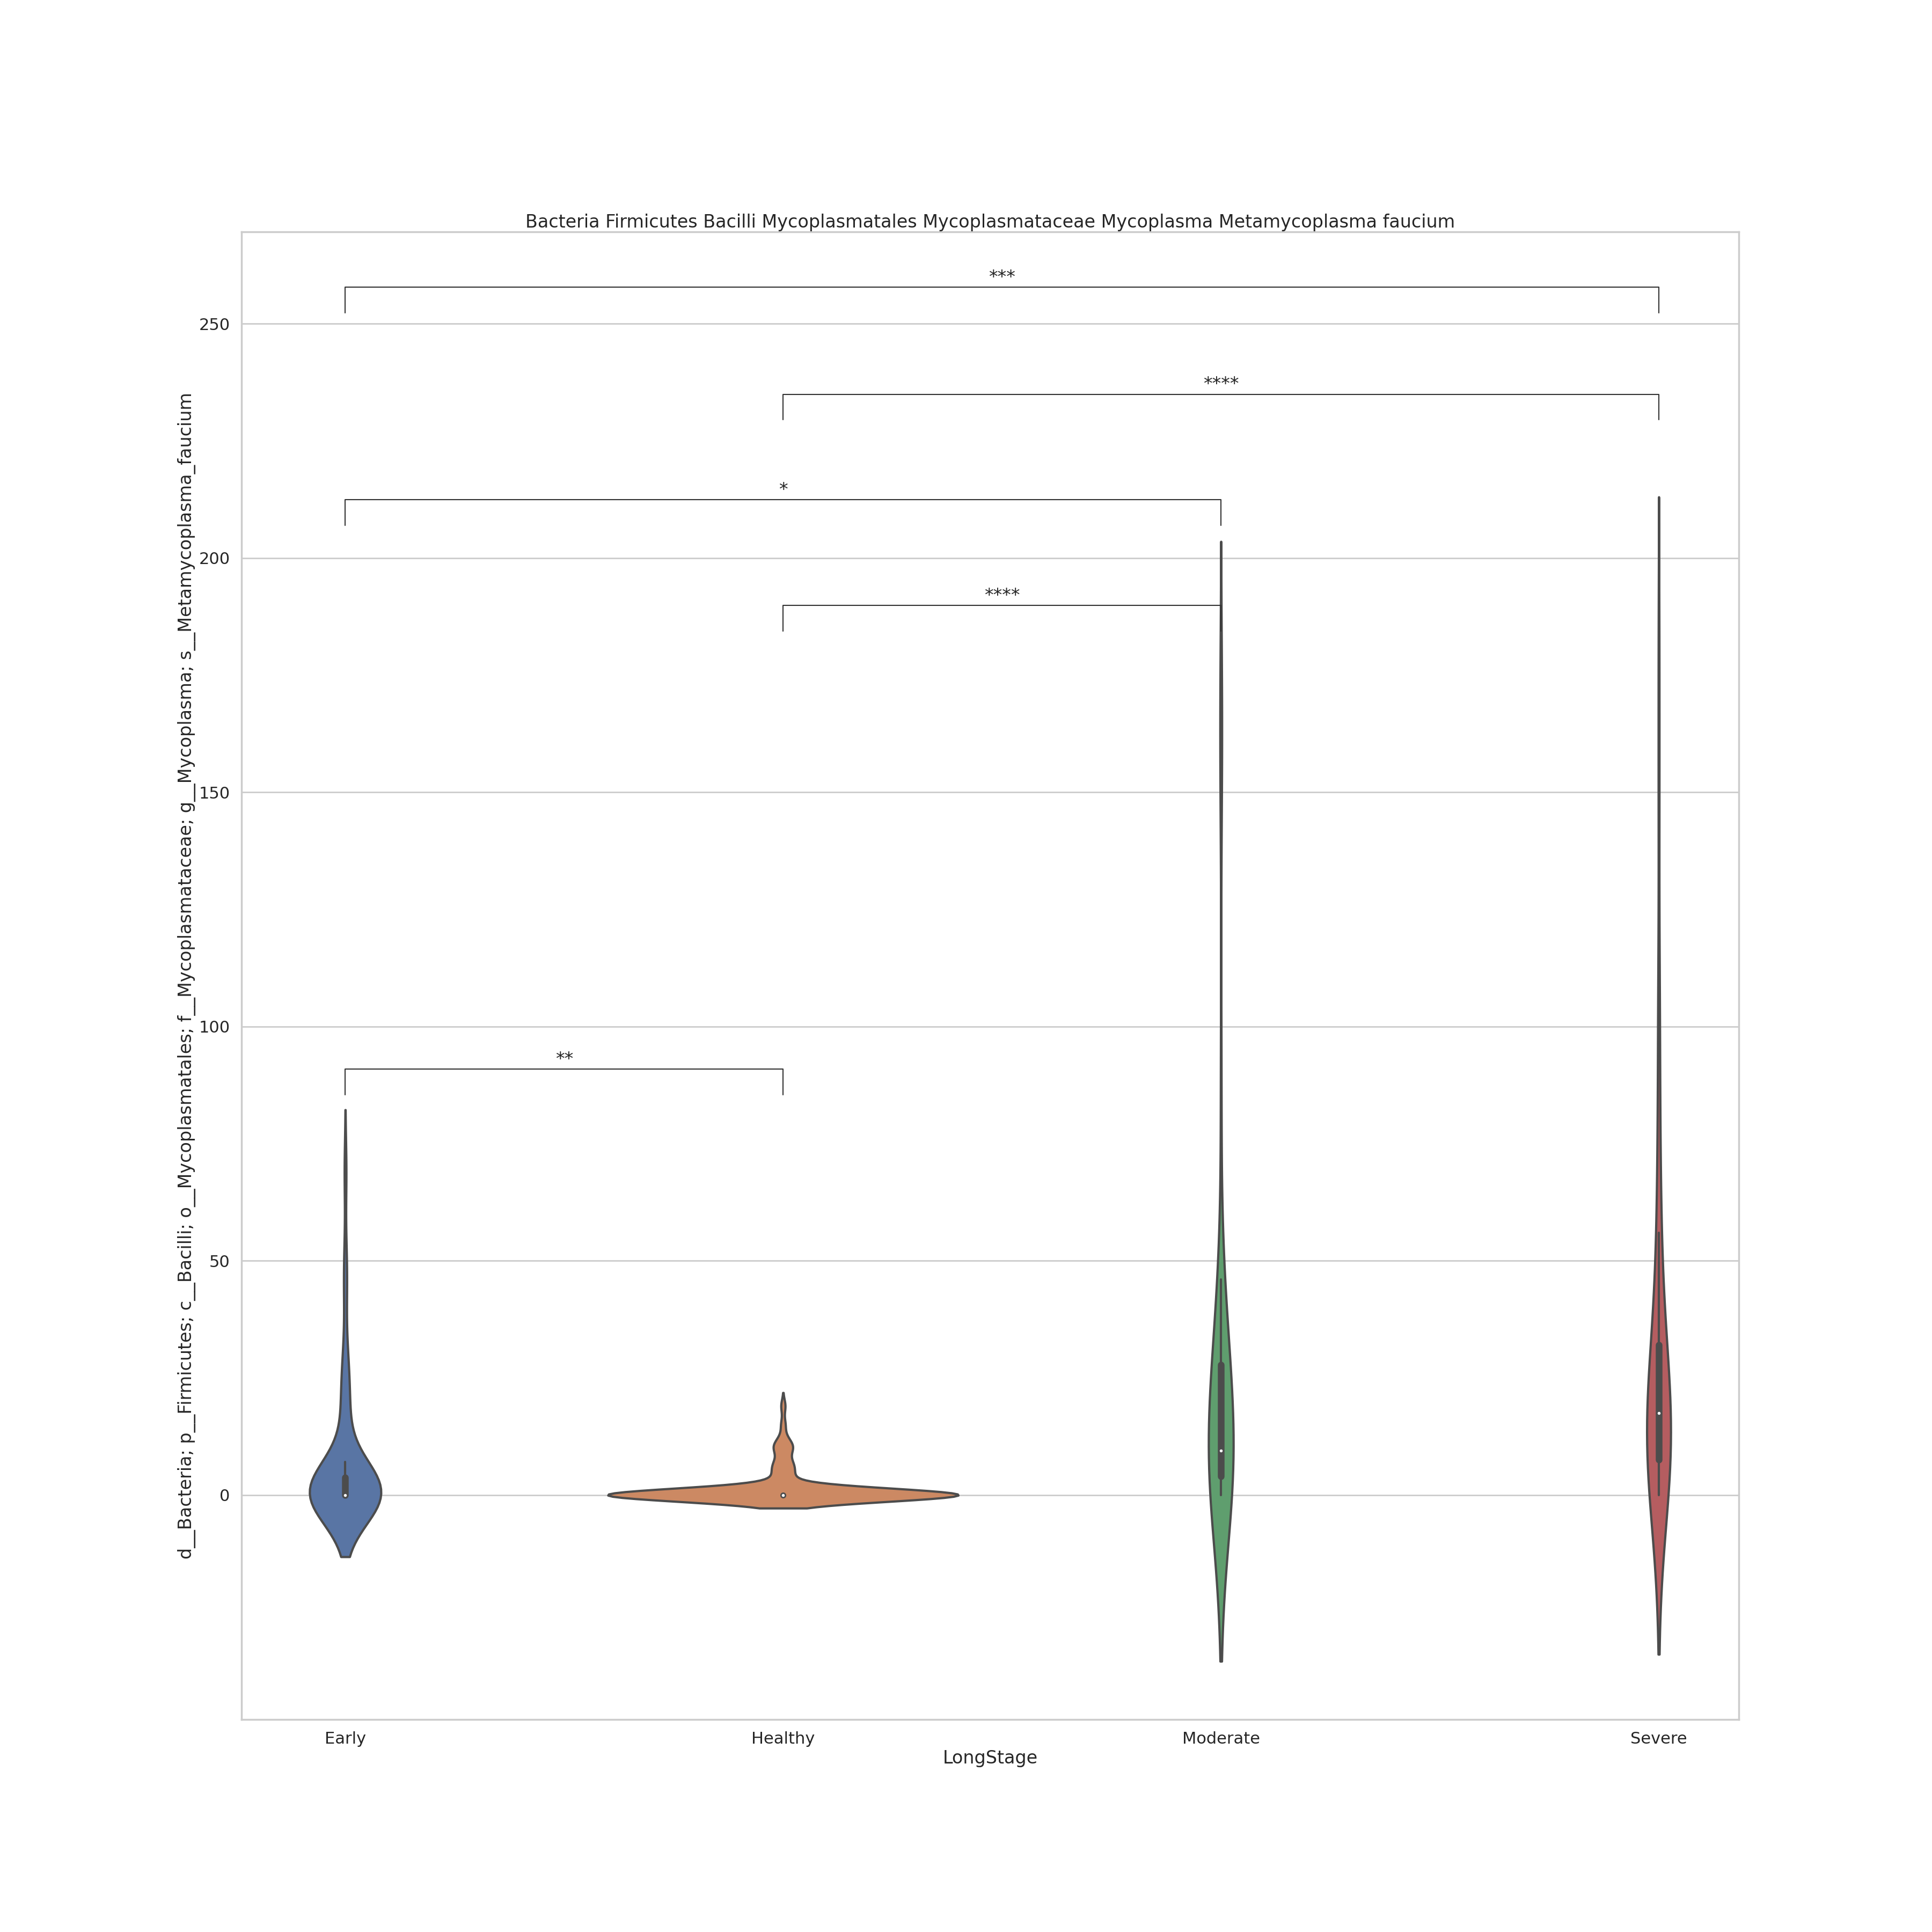 Bacteria Firmicutes Bacilli Mycoplasmatales Mycoplasmataceae Mycoplasma Metamycoplasma faucium
d__Bacteria; p__Firmicutes; c__Bacilli; o__Mycoplasmatales; f__Mycoplasmataceae; g__Mycoplasma; s__Metamycoplasma_faucium
***
250
****
*
200
****
150
100
**
50
0
Early Healthy Moderate Severe
LongStage